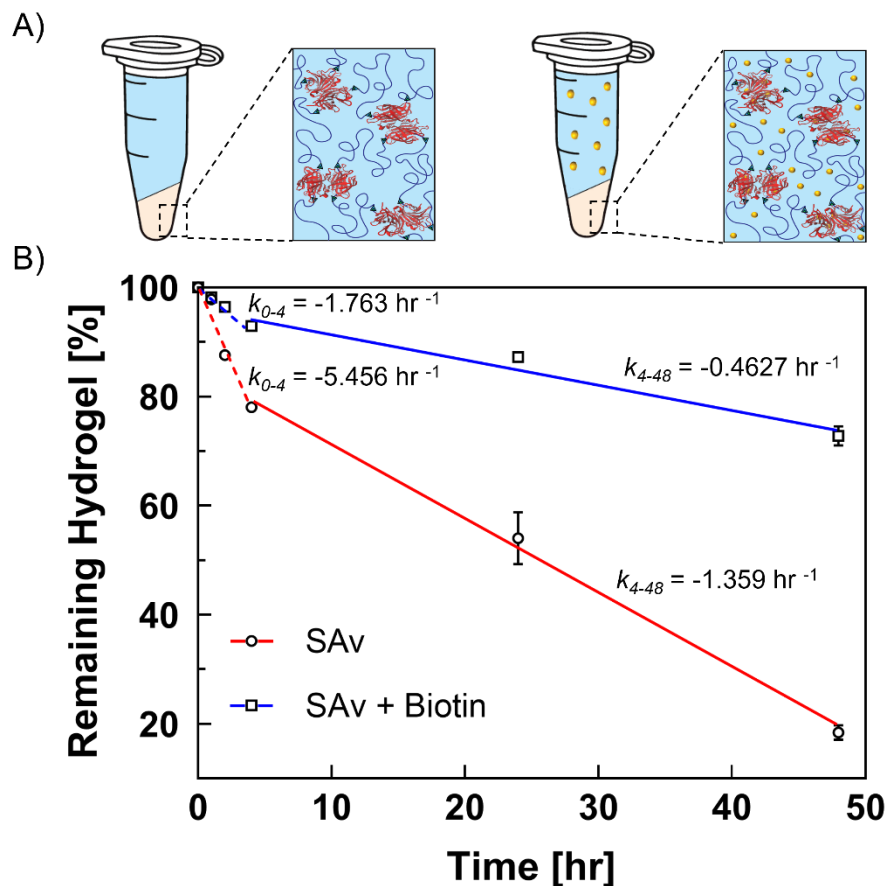 A)
B)
Remaining Hydrogel [%]
100
80
60
40
20
k0-4 = -1.763 hr -1
k0-4 = -5.456 hr -1
k4-48 = -0.4627 hr -1
k4-48 = -1.359 hr -1
SAv
SAv + Biotin
0
10
20
30
40
50
Time [hr]